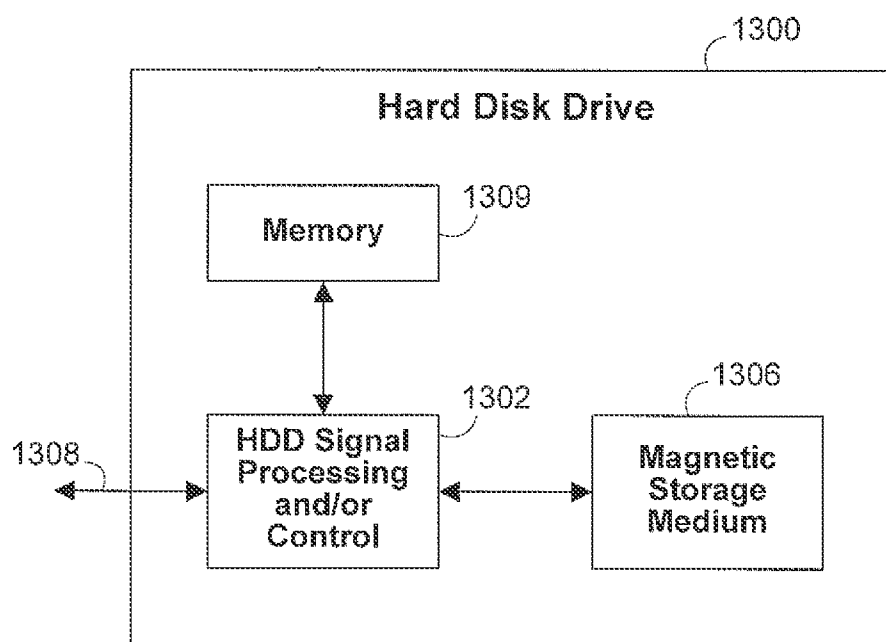 1300
Hard Disk Drive
1309
Memory
1306
1302
1308
HDD Signal
Processing
and/or
Control
Magnetic
Storage
Medium